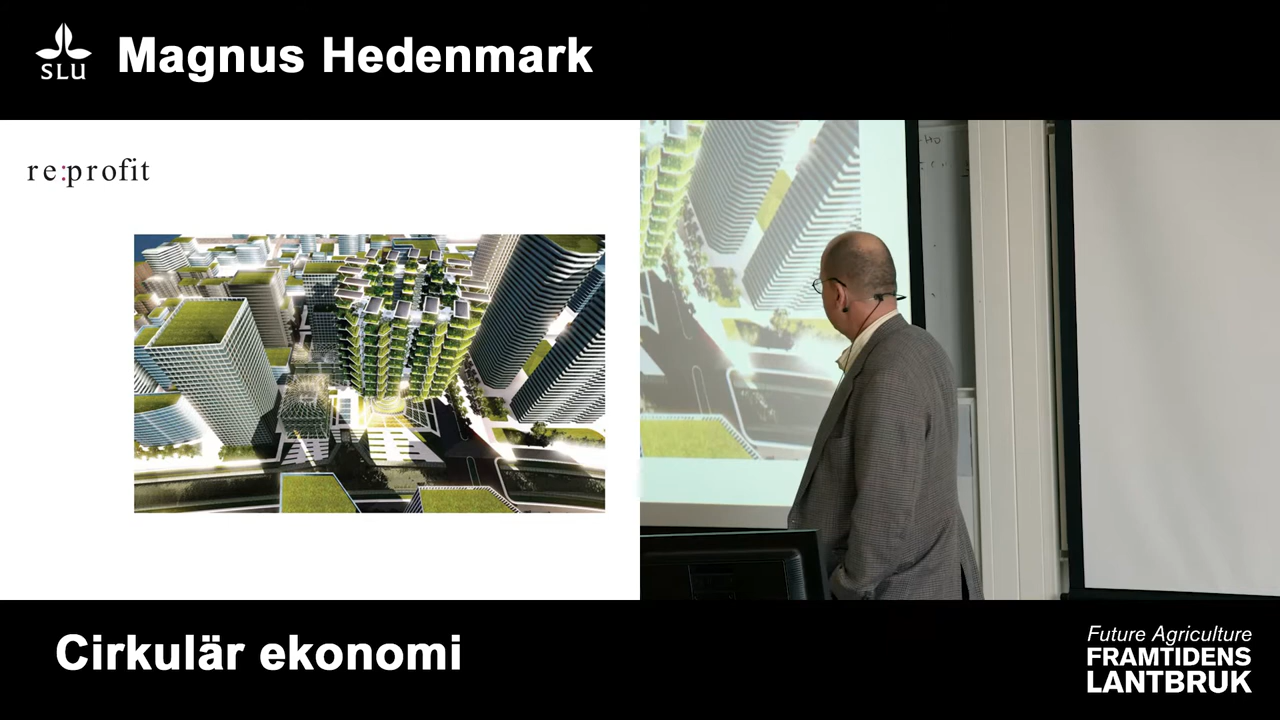 SLU
Magnus Hedenmark
re:profit
Cirkulär ekonomi
Future Agriculture
FRAMTIDENS
LANTBRUK